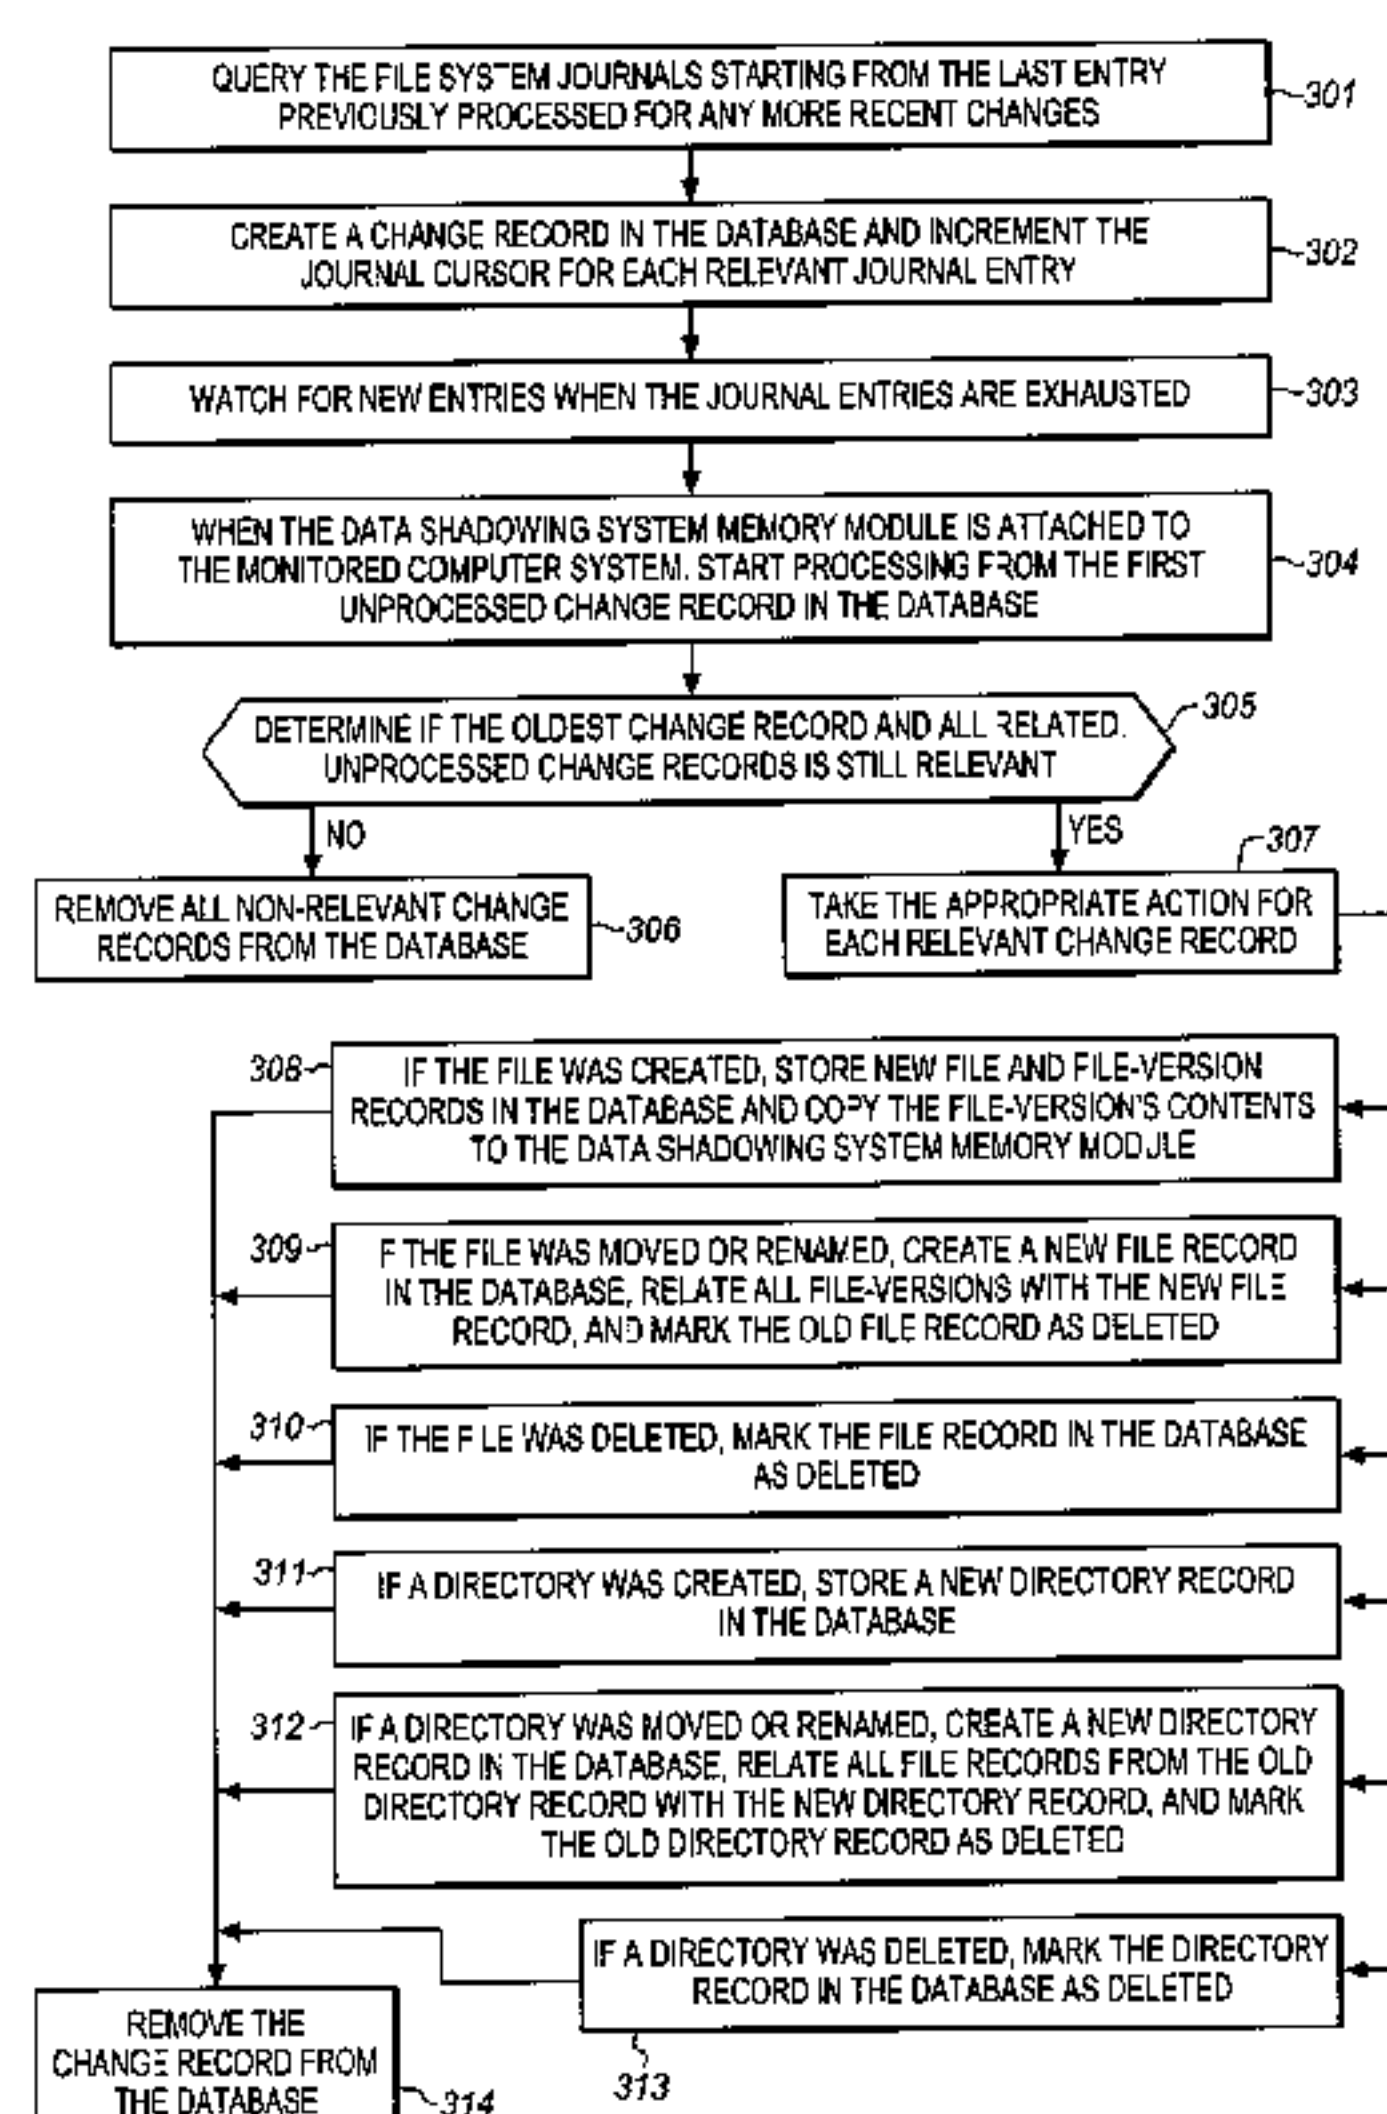 QUERY THE FILE SYSTEM JOURNALS STARTING FROM THE LAST ENTRY
PREVIOUSLY PROCESSED FOR ANY MORE RECENT CHANGES
301
CREATE A CHANGE RECORD IN THE DATABASE AND INCREMENT THE
JOURNAL CURSOR FOR EACH RELEVANT JOURNAL ENTRY
302
WATCH FOR NEW ENTRIES WHEN THE JOURNAL ENTRIES ARE EXHAUSTED
303
WHEN THE DATA SHADOWING SYSTEM MEMORY MODULE IS ATTACHED TO
THE MONITORED COMPUTER SYSTEM, START PROCESSING FROM THE FIRST
UNPROCESSED CHANGE RECORD IN THE DATABASE
304
DETERMINE IF THE OLDEST CHANGE RECORD AND ALL RELATED,
UNPROCESSED CHANGE RECORDS IS STILL RELEVANT
305
NO
YES
REMOVE ALL NON-RELEVANT CHANGE
RECORDS FROM THE DATABASE
306
TAKE THE APPROPRIATE ACTION FOR
EACH RELEVANT CHANGE RECORD
307
308
IF THE FILE WAS CREATED, STORE NEW FILE AND FILE-VERSION
RECORDS IN THE DATABASE AND COPY THE FILE-VERSION'S CONTENTS
TO THE DATA SHADOWING SYSTEM MEMORY MODULE
309
IF THE FILE WAS MOVED OR RENAMED, CREATE A NEW FILE RECORD
IN THE DATABASE, RELATE ALL FILE-VERSIONS WITH THE NEW FILE
RECORD, AND MARK THE OLD FILE RECORD AS DELETED
310
IF THE FILE WAS DELETED, MARK THE FILE RECORD IN THE DATABASE
AS DELETED
311
IF A DIRECTORY WAS CREATED, STORE A NEW DIRECTORY RECORD
IN THE DATABASE
312
IF A DIRECTORY WAS MOVED OR RENAMED, CREATE A NEW DIRECTORY
RECORD IN THE DATABASE, RELATE ALL FILE RECORDS FROM THE OLD
DIRECTORY RECORD WITH THE NEW DIRECTORY RECORD, AND MARK
THE OLD DIRECTORY RECORD AS DELETED
IF A DIRECTORY WAS DELETED, MARK THE DIRECTORY
RECORD IN THE DATABASE AS DELETED
313
REMOVE THE
CHANGE RECORD FROM
THE DATABASE
314